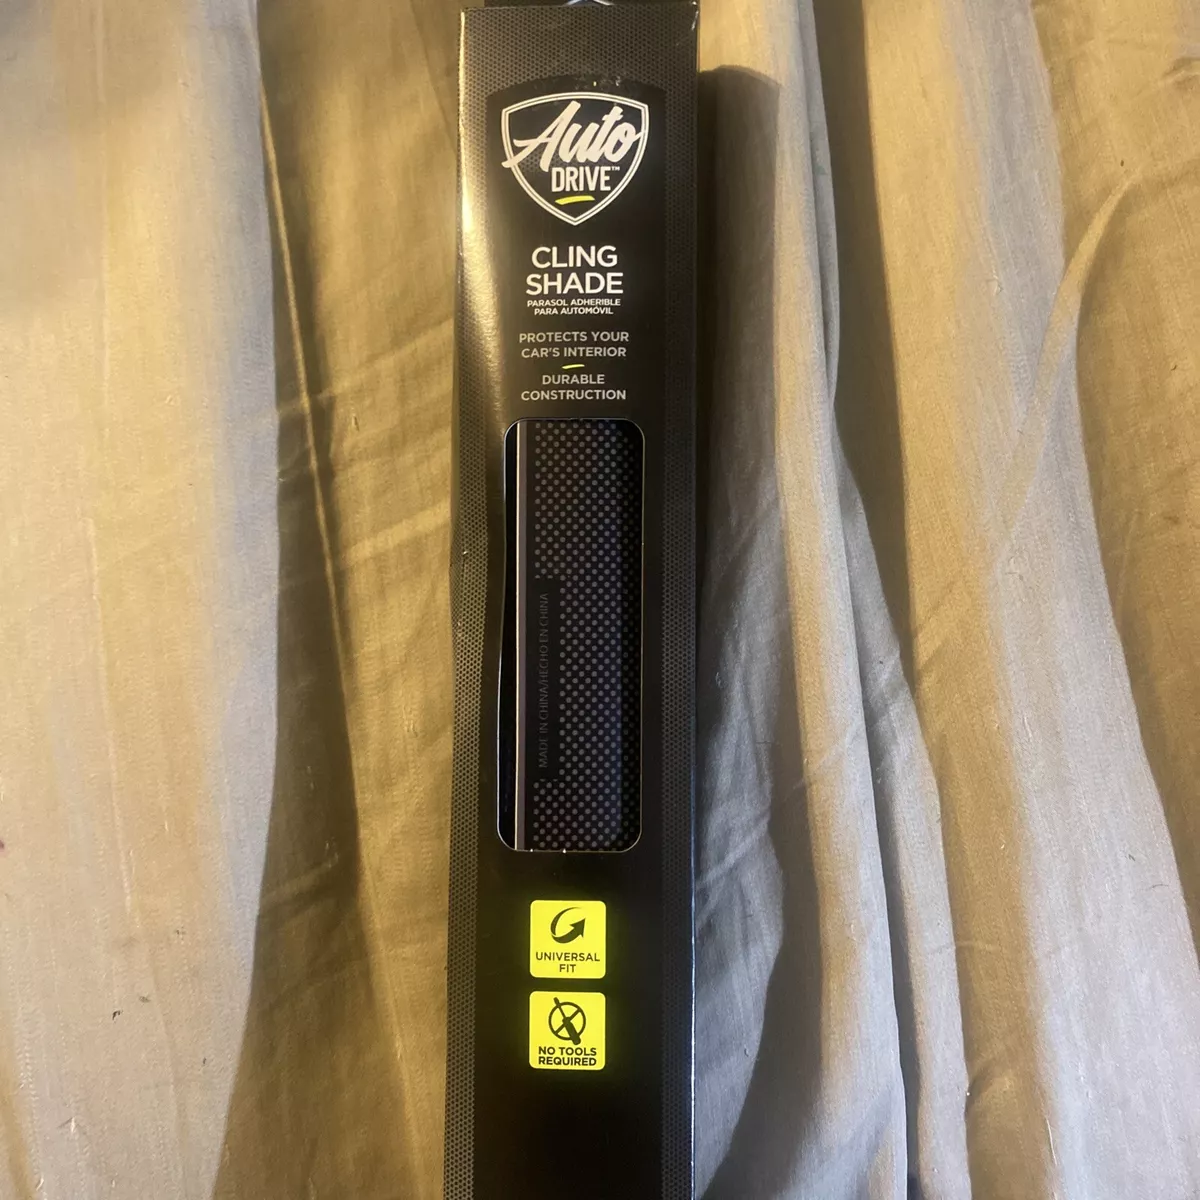 Auto
DRIVE™
CLING
SHADE
PARASOL ADHERIBLE
PARA AUTOMÓVIL
PROTECTS YOUR
CAR'S INTERIOR
DURABLE
CONSTRUCTION
MADE IN CHINA/HECHO EN CHINA
UNIVERSAL
FIT
NO TOOLS
REQUIRED